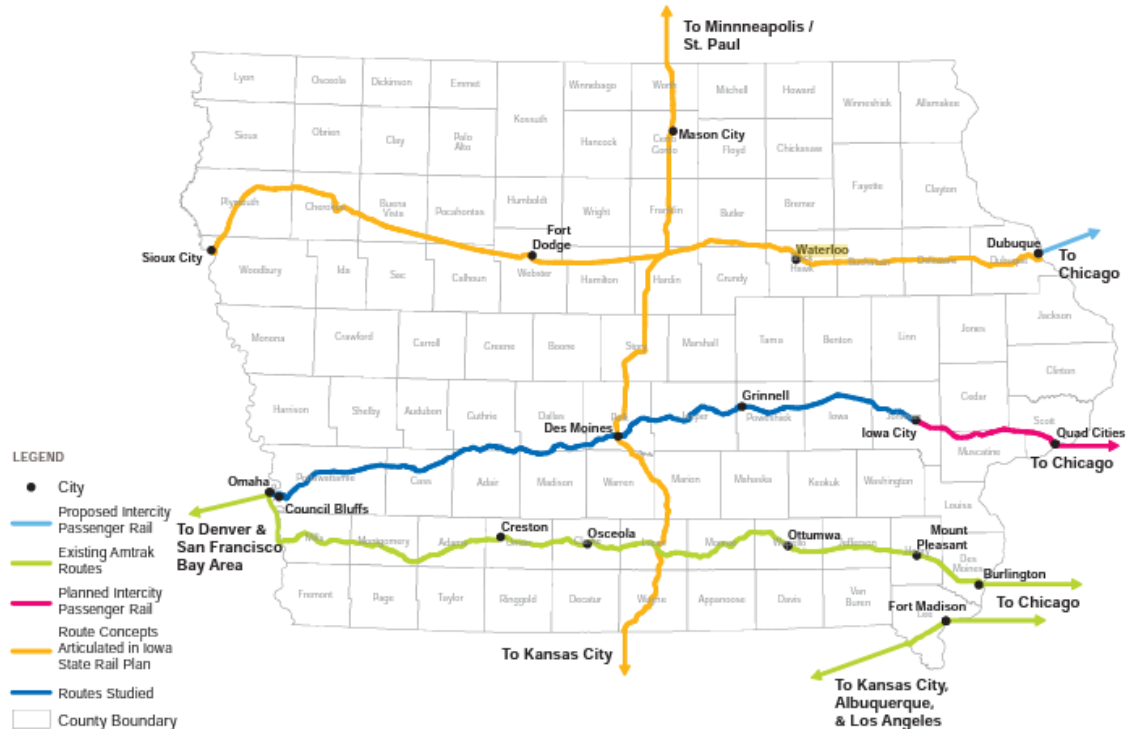 To Minnneapolis /
St. Paul
Lyon
Osceola
Dickinson
Emmet
Winnebago
Worth
Mitchell
Howard
Winneshiek
Allamakee
Kossuth
Mason City
Sioux
Obrien
Clay
Palo
Alto
Hancock
Cerro
Gordo
Floyd
Chickasaw
Fayette
Clayton
Plymouth
Cherokee
Buena
Vista
Pocahontas
Humboldt
Wright
Franklin
Butler
Bremer
Sioux City
Fort
Dodge
Waterloo
Hawk
Dubuque
To
Chicago
Woodbury
Ida
Sac
Calhoun
Webster
Hamilton
Hardin
Grundy
Buchanan
Delaware
Dubuque
Jackson
Monona
Crawford
Carroll
Greene
Boone
Story
Marshall
Tama
Benton
Linn
Jones
Clinton
Cedar
Harrison
Shelby
Audubon
Guthrie
Dallas
Polk
Jasper
Grinnell
Poweshiek
Iowa
Johnson
Scott
Des Moines
Iowa City
Quad Cities
Muscatine
To Chicago
LEGEND
City
Proposed Intercity
Passenger Rail
Existing Amtrak
Routes
Planned Intercity
Passenger Rail
Route Concepts
Articulated in Iowa
State Rail Plan
Routes Studied
County Boundary
Omaha
Council Bluffs
Pottawattamie
Cass
Adair
Madison
Warren
Marion
Mahaska
Keokuk
Washington
Louisa
To Denver &
San Francisco
Bay Area
Mills
Montgomery
Adams
Creston
Union
Osceola
Clarke
Lucas
Monroe
Ottumwa
Wapello
Jefferson
Mount
Pleasant
Henry
Des
Moines
Burlington
To Chicago
Fremont
Page
Taylor
Ringgold
Decatur
Wayne
Appanoose
Davis
Van
Buren
Fort Madison
Lee
To Kansas City
To Kansas City,
Albuquerque,
& Los Angeles